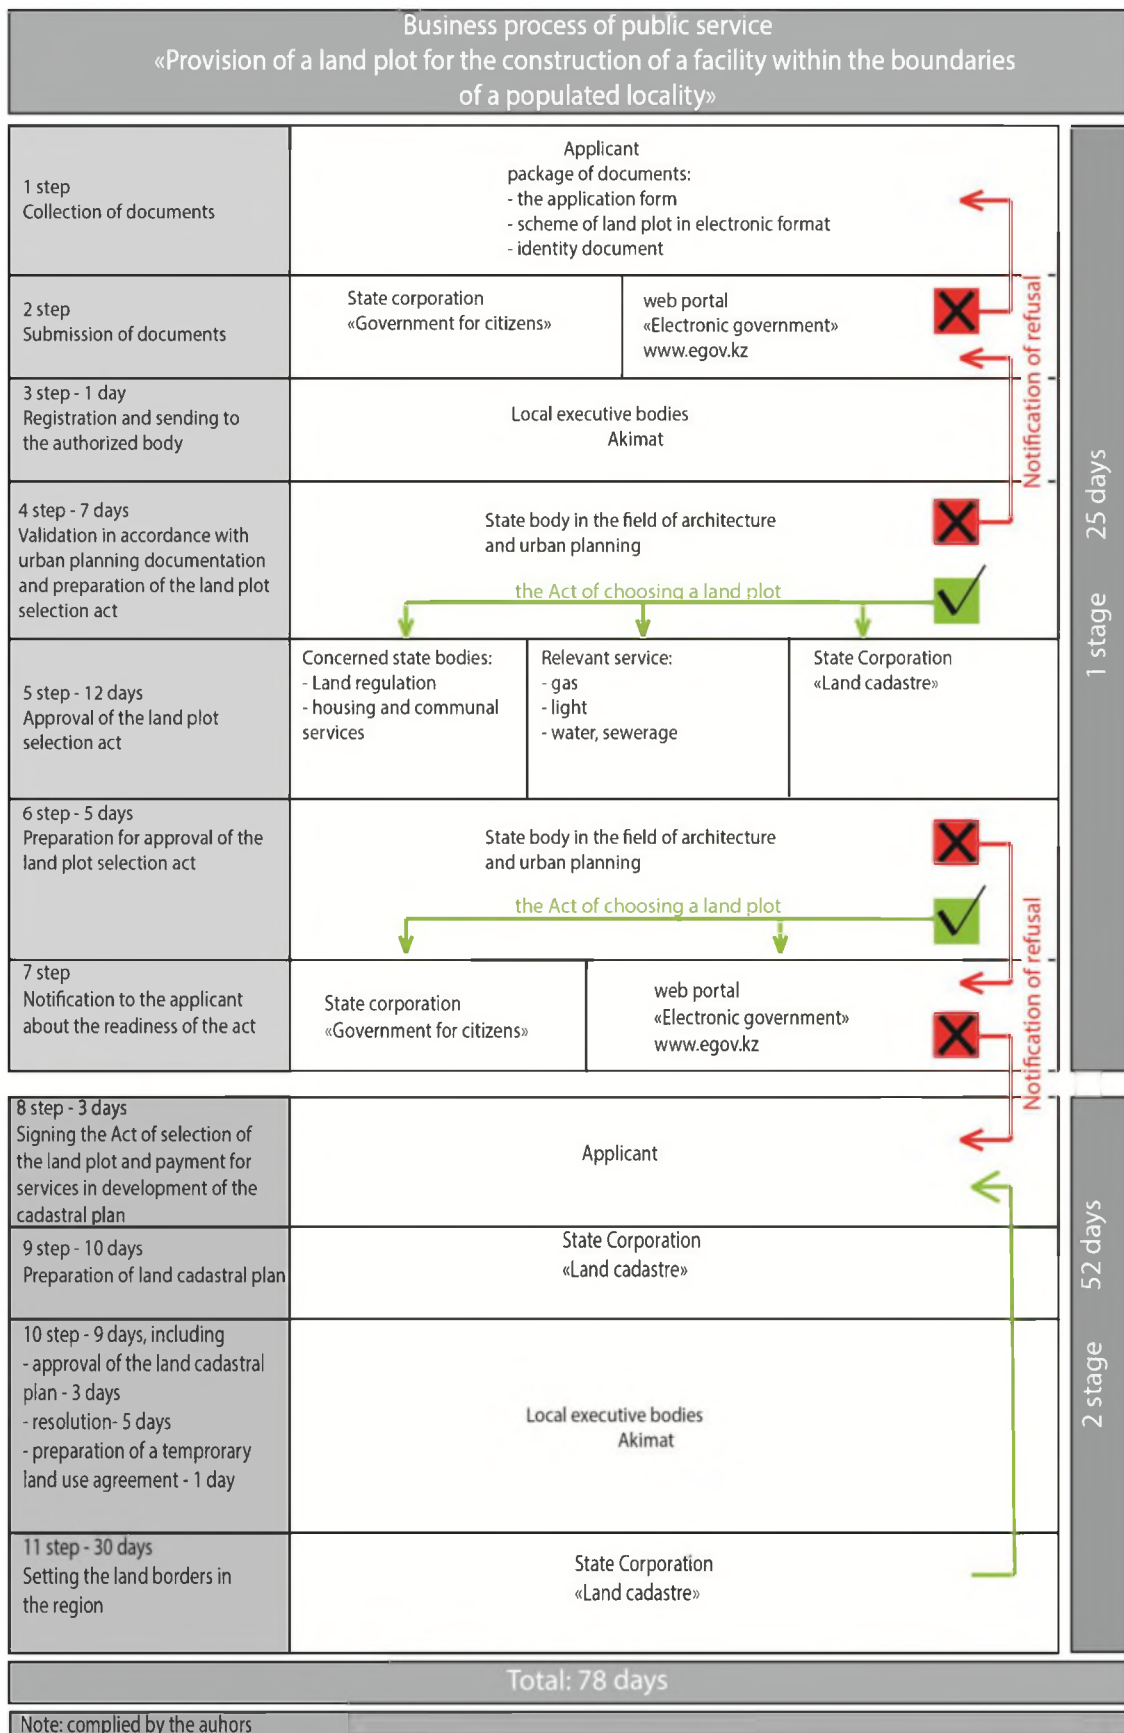 Business process of public service
«Provision of a land plot for the construction of a facility within the boundaries
of a populated locality»
1 step
Collection of documents
Applicant
package of documents:
- the application form
- scheme of land plot in electronic format
- identity document
2 step
Submission of documents
State corporation
«Government for citizens»
web portal
«Electronic government»
www.egov.kz
Notification of refusal
3 step - 1 day
Registration and sending to
the authorized body
Local executive bodies
Akimat
4 step - 7 days
Validation in accordance with
urban planning documentation
and preparation of the land plot
selection act
State body in the field of architecture
and urban planning
the Act of choosing a land plot
5 step - 12 days
Approval of the land plot
selection act
Concerned state bodies:
- Land regulation
- housing and communal
services
Relevant service:
- gas
- light
- water, sewerage
State Corporation
«Land cadastre»
6 step - 5 days
Preparation for approval of the
land plot selection act
State body in the field of architecture
and urban planning
the Act of choosing a land plot
7 step
Notification to the applicant
about the readiness of the act
State corporation
«Government for citizens»
web portal
«Electronic government»
www.egov.kz
Notification of refusal
1 stage 25 days
8 step - 3 days
Signing the Act of selection of
the land plot and payment for
services in development of the
cadastral plan
Applicant
9 step - 10 days
Preparation of land cadastral plan
State Corporation
«Land cadastre»
10 step - 9 days, including
- approval of the land cadastral
plan - 3 days
- resolution- 5 days
- preparation of a temprorary
land use agreement - 1 day
Local executive bodies
Akimat
11 step - 30 days
Setting the land borders in
the region
State Corporation
«Land cadastre»
2 stage 52 days
Total: 78 days
Note: complied by the auhors